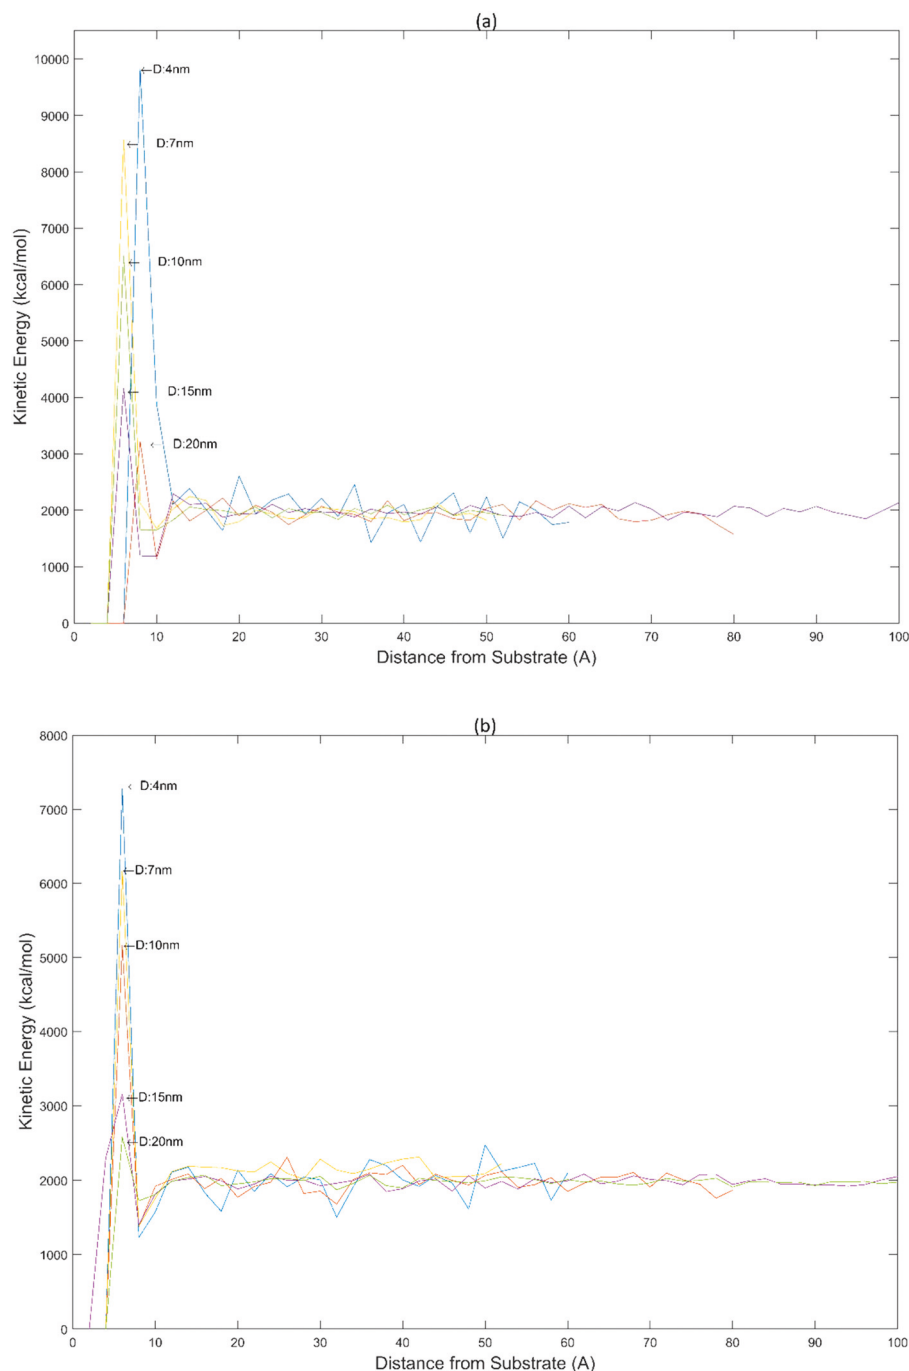 (a)
10000
9000
8000
7000
6000
5000
4000
3000
2000
1000
0
Kinetic Energy (kcal/mol)
D:4nm
D:7nm
D:10nm
D:15nm
D:20nm
0 10 20 30 40 50 60 70 80 90 100
Distance from Substrate (A)
(b)
8000
7000
6000
5000
4000
3000
2000
1000
0
Kinetic Energy (kcal/mol)
D:4nm
D:7nm
D:10nm
D:15nm
D:20nm
0 10 20 30 40 50 60 70 80 90 100
Distance from Substrate (A)